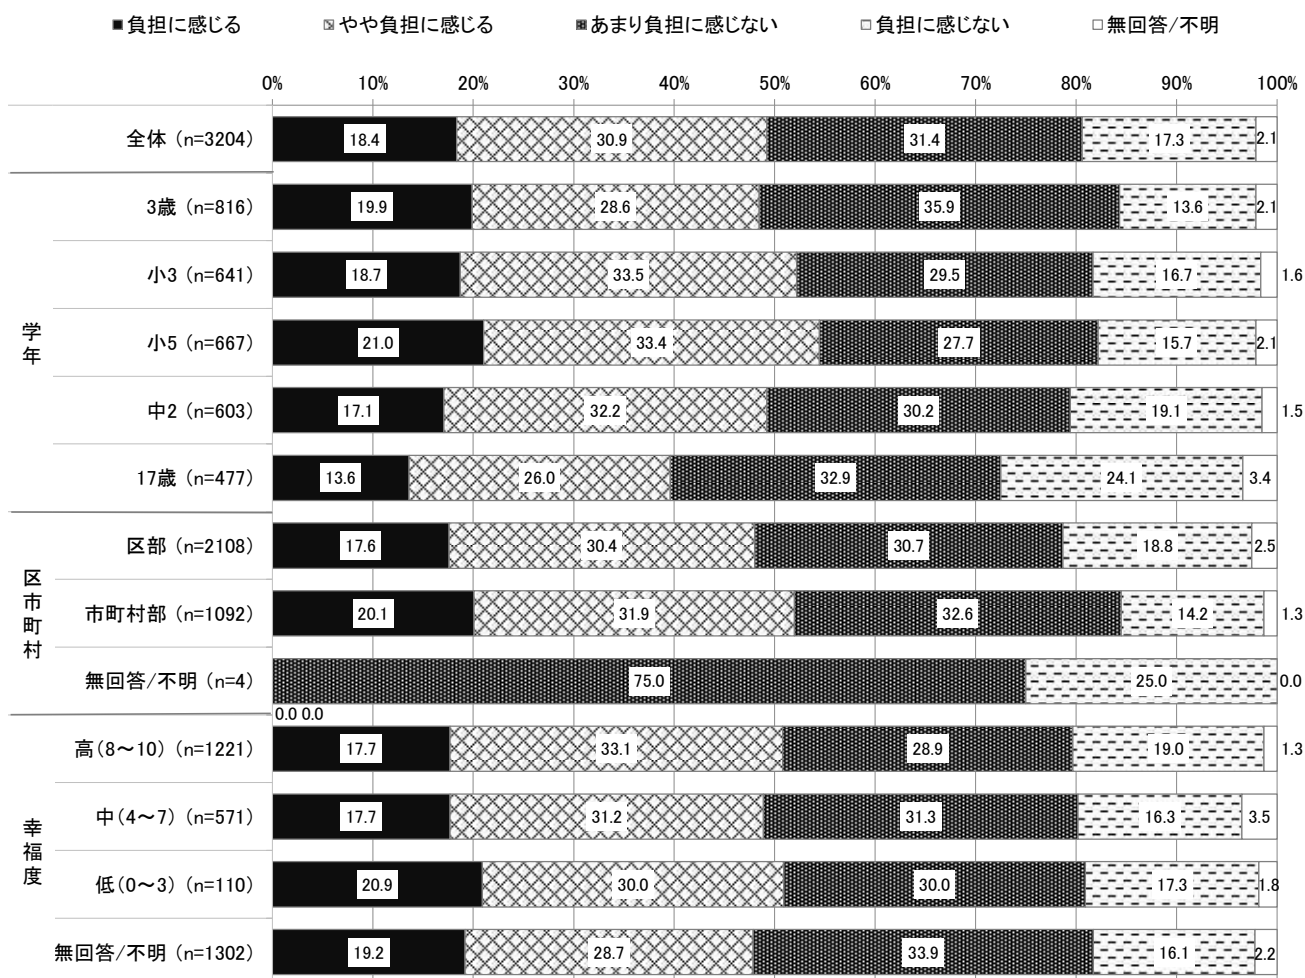 ■負担に感じる ▨やや負担に感じる ▩あまり負担に感じない □負担に感じない □無回答/不明
0% 10% 20% 30% 40% 50% 60% 70% 80% 90% 100%
全体 (n=3204) 18.4 30.9 31.4 17.3 2.1
学年
3歳 (n=816) 19.9 28.6 35.9 13.6 2.1
小3 (n=641) 18.7 33.5 29.5 16.7 1.6
小5 (n=667) 21.0 33.4 27.7 15.7 2.1
中2 (n=603) 17.1 32.2 30.2 19.1 1.5
17歳 (n=477) 13.6 26.0 32.9 24.1 3.4
区市町村
区部 (n=2108) 17.6 30.4 30.7 18.8 2.5
市町村部 (n=1092) 20.1 31.9 32.6 14.2 1.3
無回答/不明 (n=4) 75.0 25.0 0.0
0.0 0.0
幸福度
高(8～10) (n=1221) 17.7 33.1 28.9 19.0 1.3
中(4～7) (n=571) 17.7 31.2 31.3 16.3 3.5
低(0～3) (n=110) 20.9 30.0 30.0 17.3 1.8
無回答/不明 (n=1302) 19.2 28.7 33.9 16.1 2.2